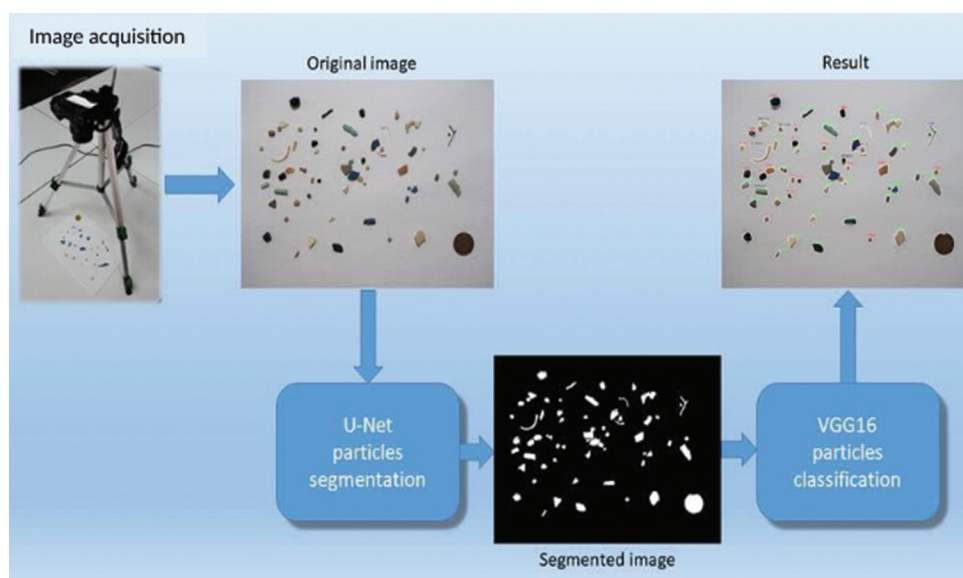 Image acquisition
Original image
Result
U-Net
particles
segmentation
VGG16
particles
classification
Segmented image